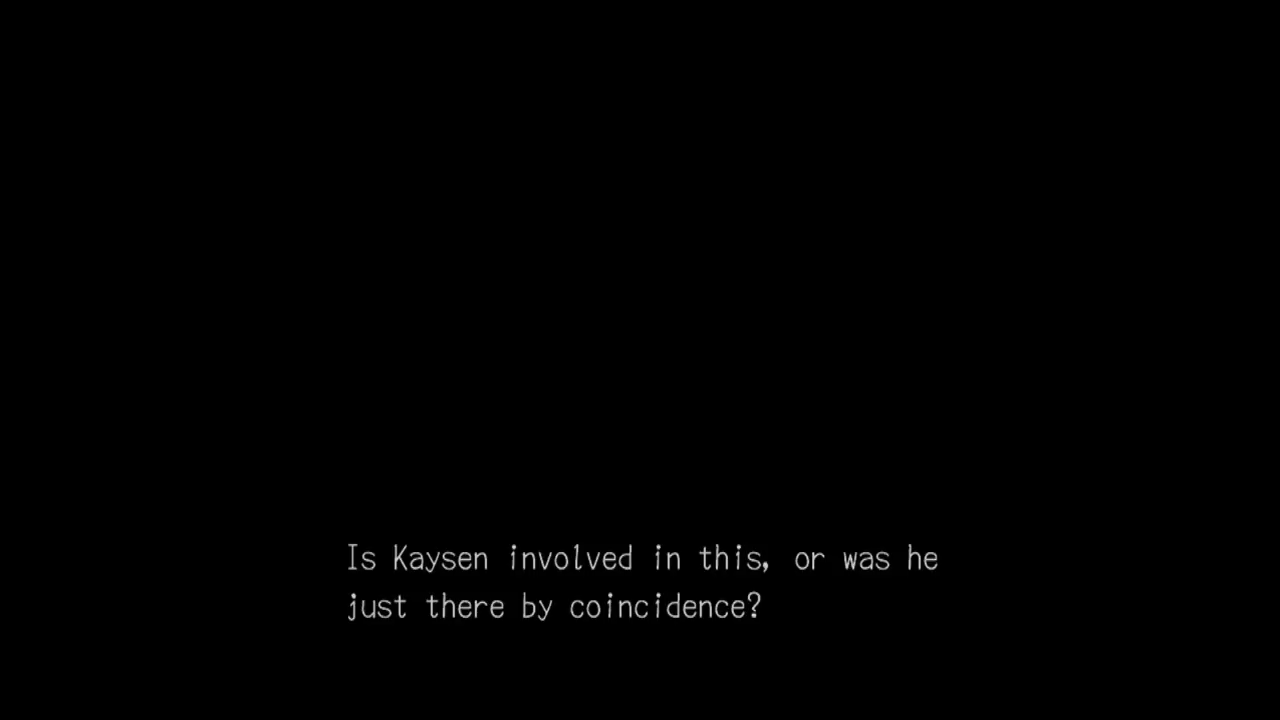 Is Kaysen involved in this, or was he
just there by coincidence?